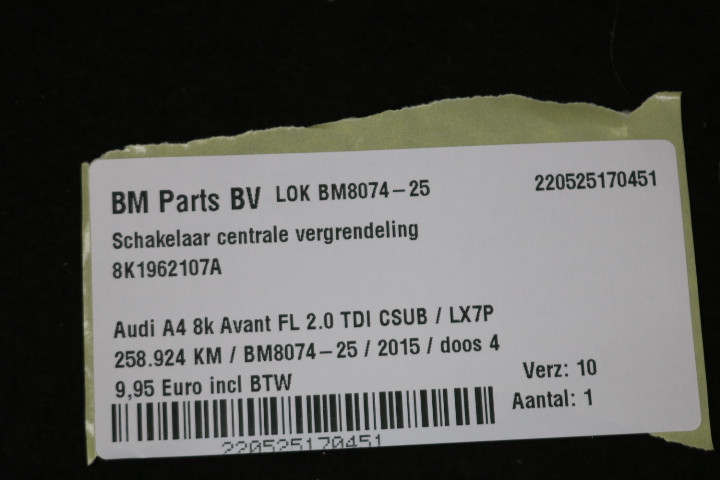 BM Parts BV LOK BM8074-25 220525170451
Schakelaar centrale vergrendeling
8K1962107A
Audi A4 8k Avant FL 2.0 TDI CSUB / LX7P
258.924 KM / BM8074-25 / 2015 / doos 4
9,95 Euro incl BTW Verz: 10
Aantal: 1
220525170451